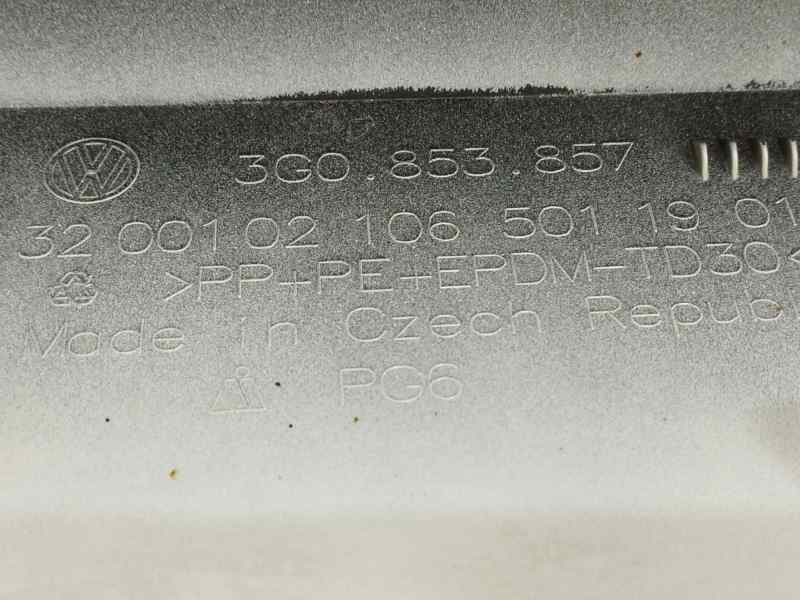 3G0.853.857
32 001 02 106 501 19 01
>PP+PE+EPDM-TD30<
Made in Czech Republi
PG6